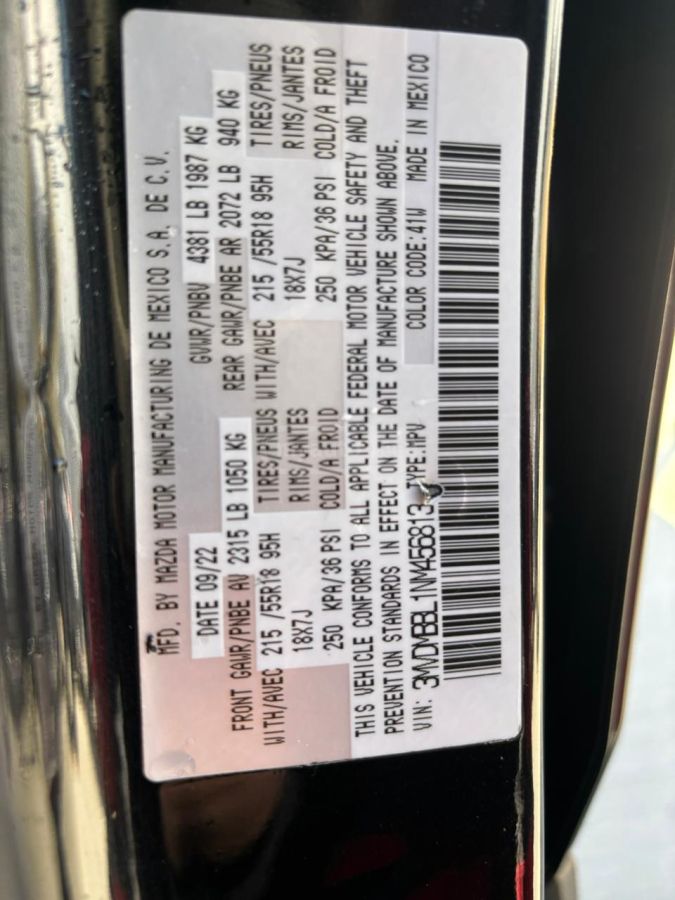 MFD. BY MAZDA MOTOR MANUFACTURING DE MEXICO S.A. DE C.V.
DATE 09/22 GVWR/PNBV 4381 LB 1987 KG
FRONT GAWR/PNBE AV 2315 LB 1050 KG REAR GAWR/PNBE AR 2072 LB 940 KG
WITH/AVEC 215 /55R18 95H TIRES/PNEUS WITH/AVEC 215 /55R18 95H TIRES/PNEUS
18X7J RIMS/JANTES 18X7J RIMS/JANTES
250 KPA/36 PSI COLD/A FROID 250 KPA/36 PSI COLD/A FROID
THIS VEHICLE CONFORMS TO ALL APPLICABLE FEDERAL MOTOR VEHICLE SAFETY AND THEFT
PREVENTION STANDARDS IN EFFECT ON THE DATE OF MANUFACTURE SHOWN ABOVE.
VIN: 3MVDMBBL1NM456813 TYPE:MPV COLOR CODE:41W MADE IN MEXICO